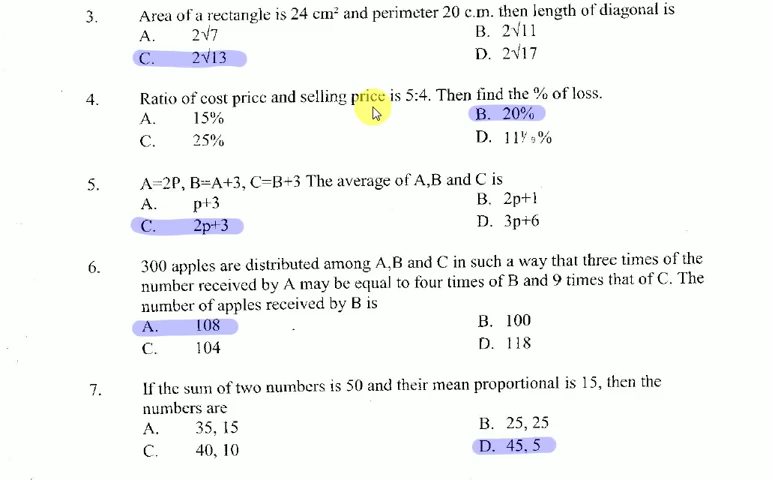 3. Area of a rectangle is 24 cm² and perimeter 20 c.m. then length of diagonal is
A. 2√7 B. 2√11
C. 2√13 D. 2√17
4. Ratio of cost price and selling price is 5:4. Then find the % of loss.
A. 15% B. 20%
C. 25% D. 11⅑%
5. A=2P, B=A+3, C=B+3 The average of A,B and C is
A. p+3 B. 2p+1
C. 2p+3 D. 3p+6
6. 300 apples are distributed among A,B and C in such a way that three times of the
number received by A may be equal to four times of B and 9 times that of C. The
number of apples received by B is
A. 108 B. 100
C. 104 D. 118
7. If the sum of two numbers is 50 and their mean proportional is 15, then the
numbers are
A. 35, 15 B. 25, 25
C. 40, 10 D. 45, 5